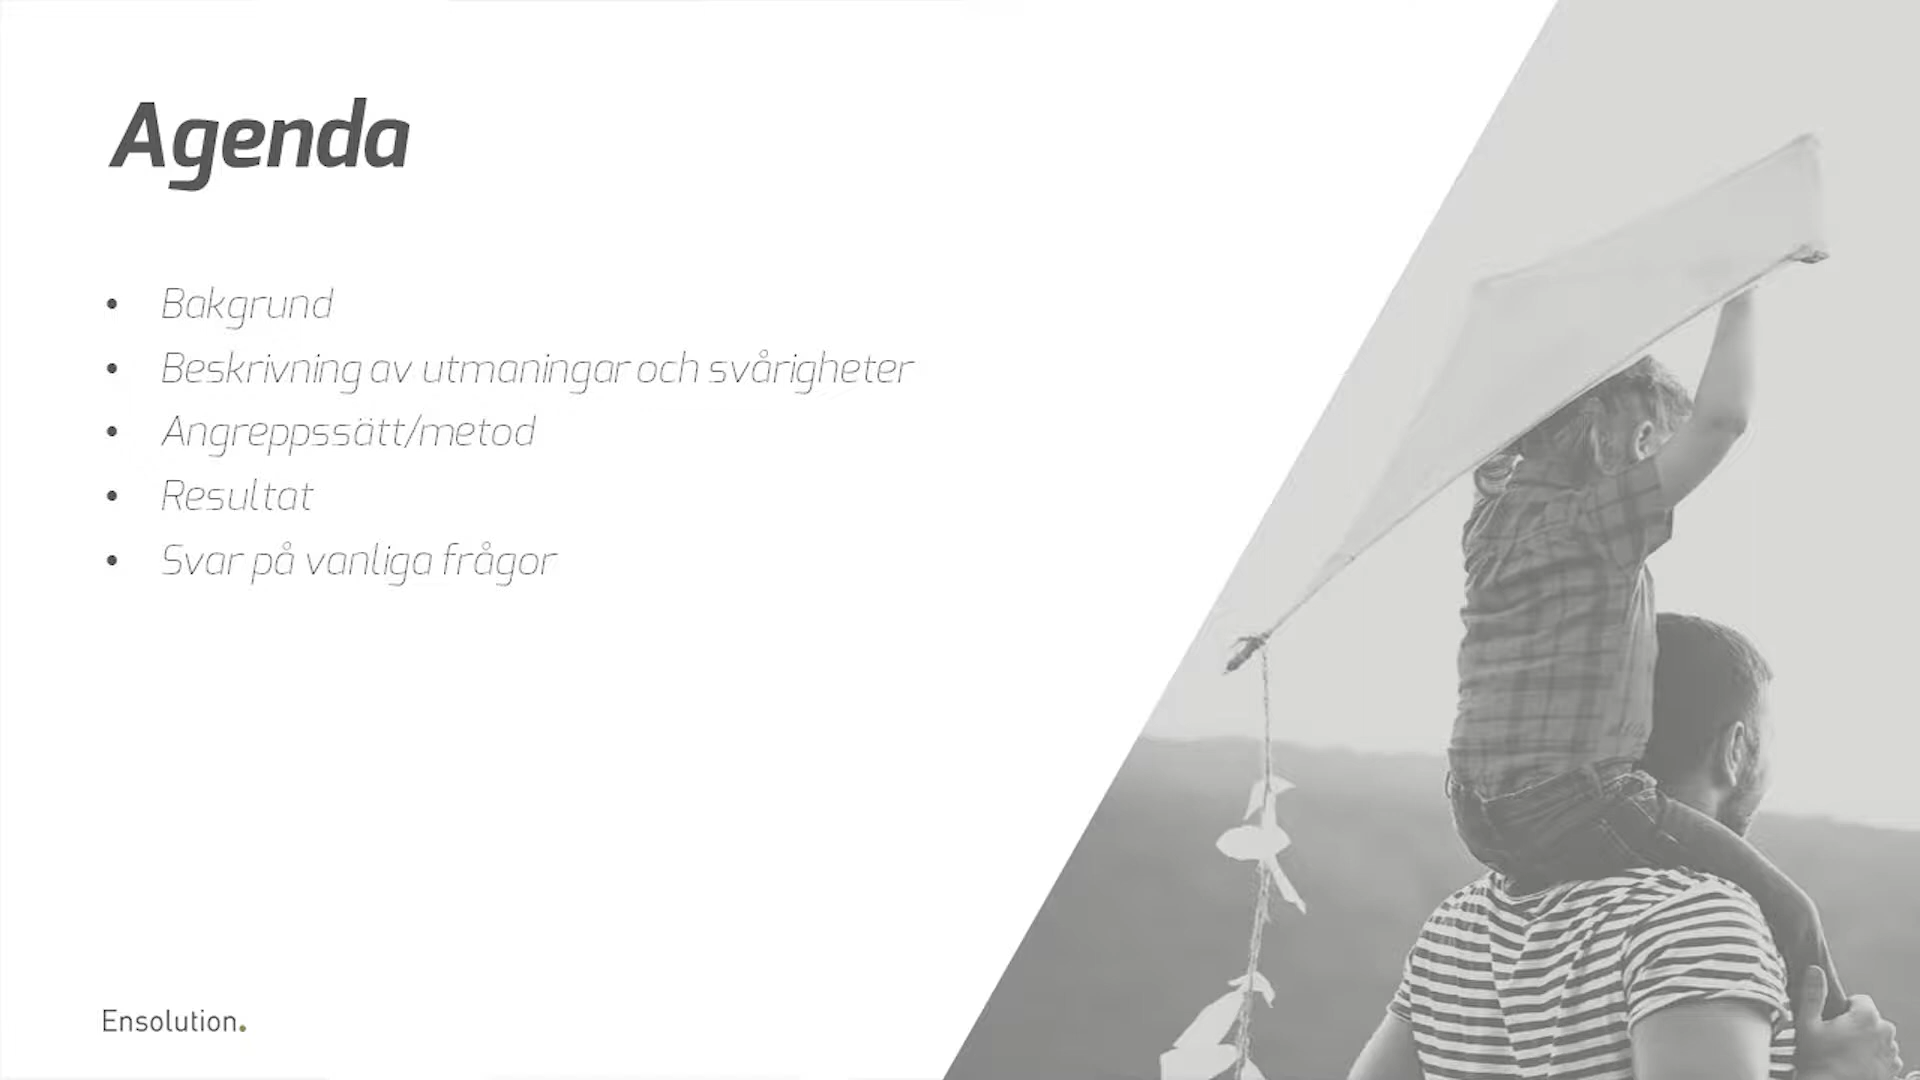 Agenda
• Bakgrund
• Beskrivning av utmaningar och svårigheter
• Angreppssätt/metod
• Resultat
• Svar på vanliga frågor
Ensolution.